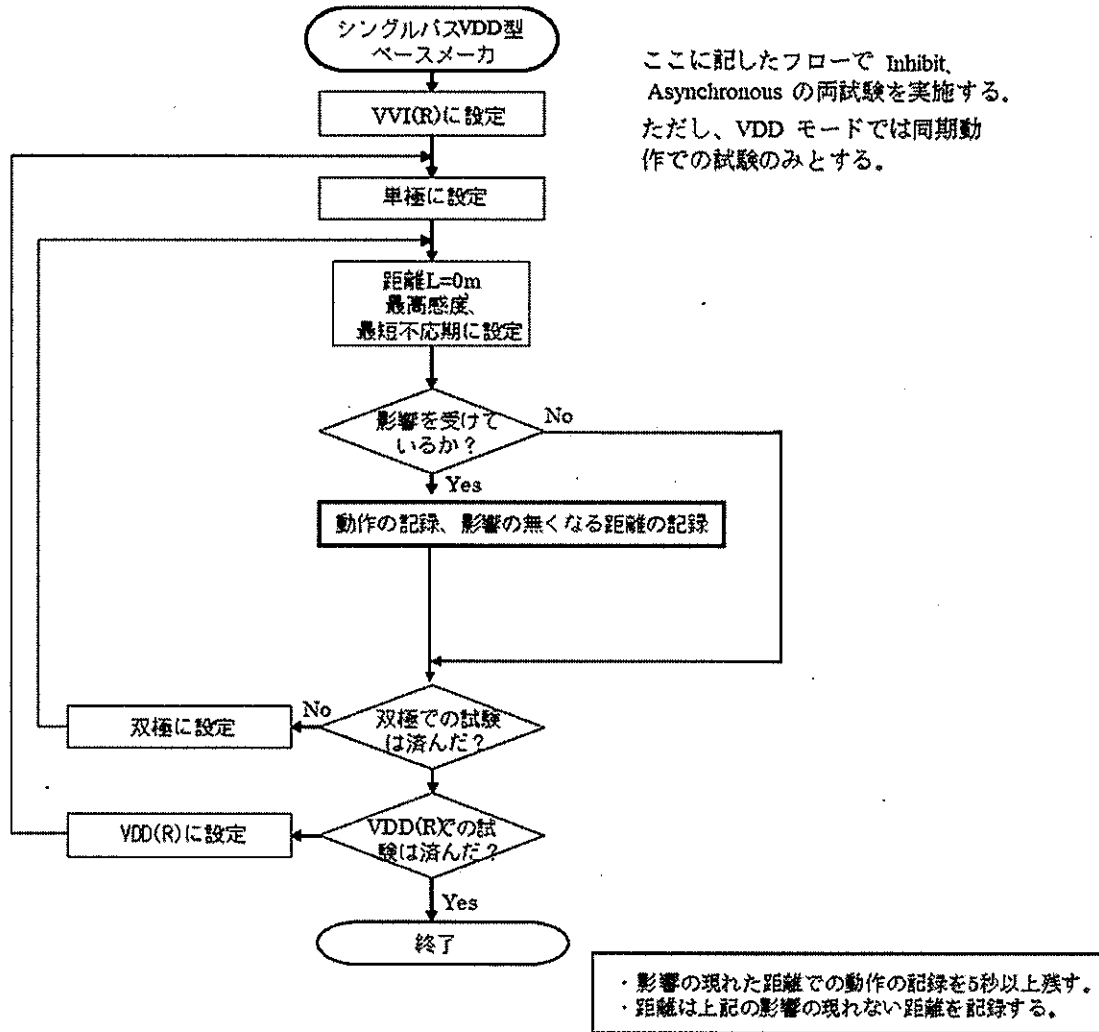 シングルパスVDD型
ペースメーカ
ここに記したフローで Inhibit、
Asynchronous の両試験を実施する。
ただし、VDD モードでは同期動
作での試験のみとする。
VVI(R)に設定
単極に設定
距離L=0m
最高感度、
最短不応期に設定
影響を受けて
いるか？
No
Yes
動作の記録、影響の無くなる距離の記録
双極での試験
は済んだ？
No
双極に設定
VDD(R)での試
験は済んだ？
VDD(R)に設定
Yes
終了
・影響の現れた距離での動作の記録を5秒以上残す。
・距離は上記の影響の現れない距離を記録する。